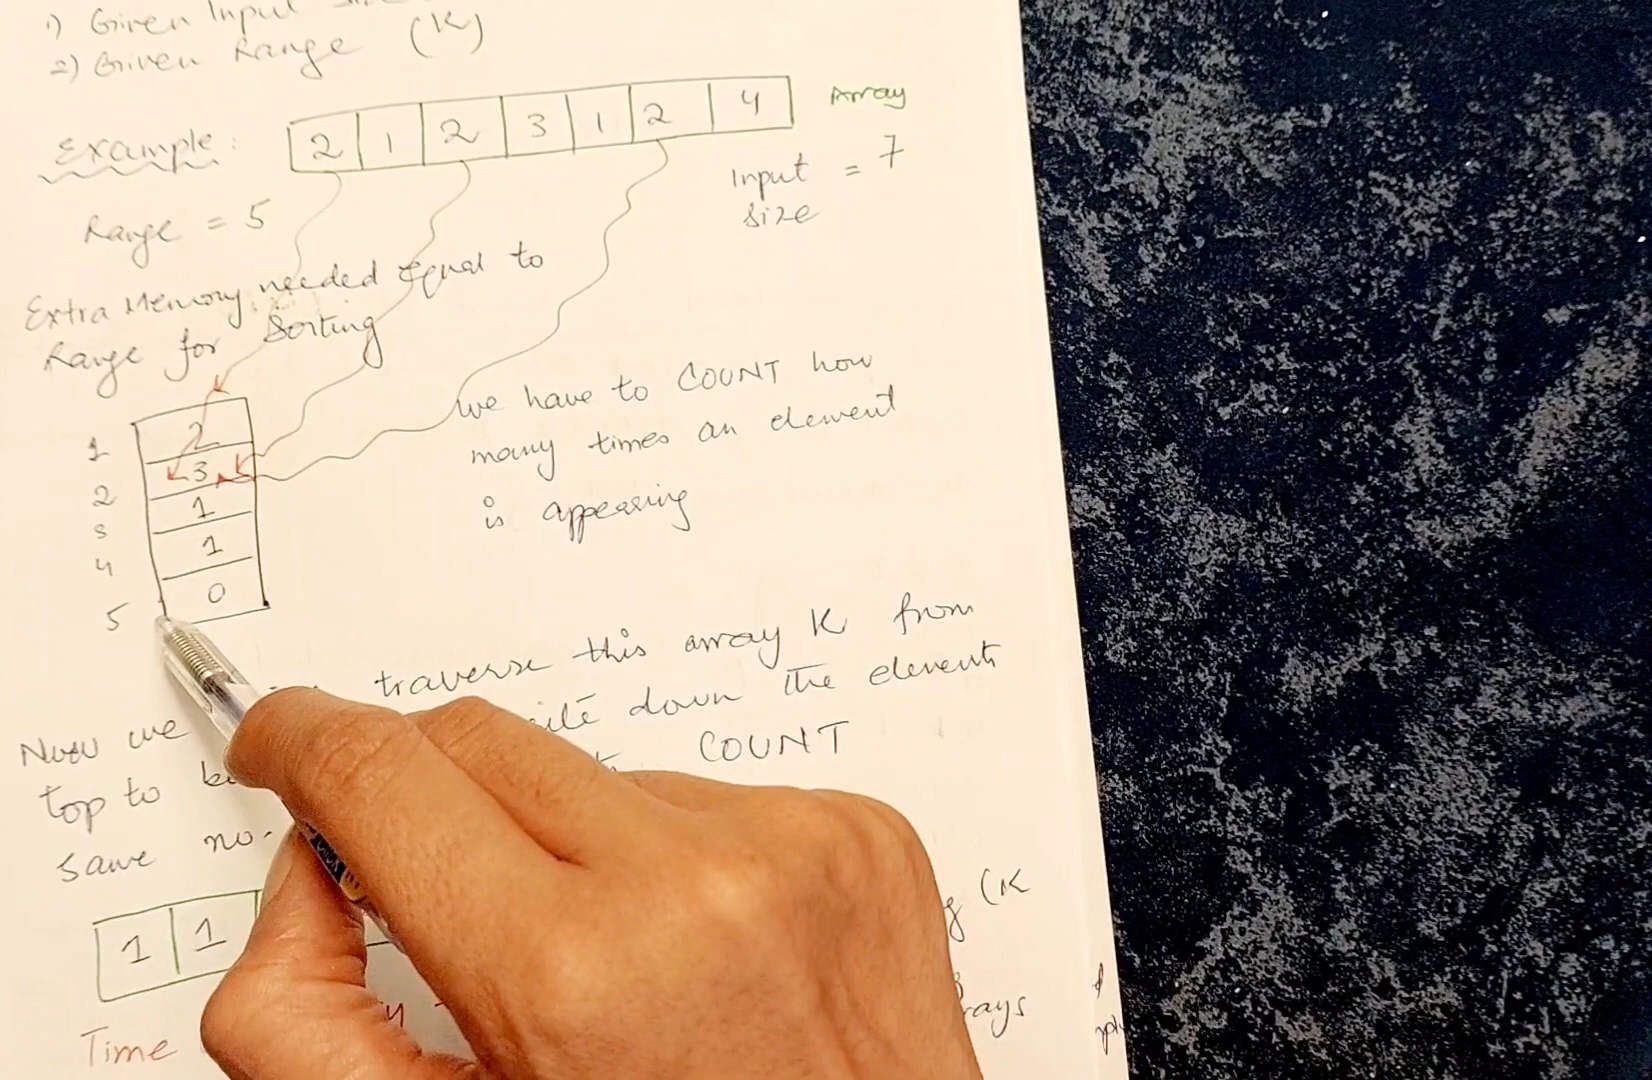 1) Given Input
2) Given Range (K)
Example: 2 1 2 3 1 2 4 Array
Input = 7
size
Range = 5
Extra Memory needed equal to
Range for Sorting
1 2
2 3
3 1
4 1
5 0
we have to COUNT how
many times an element
is appearing
Now we traverse this array K from
top to down the elements
same no. COUNT
1 1
(K
Time